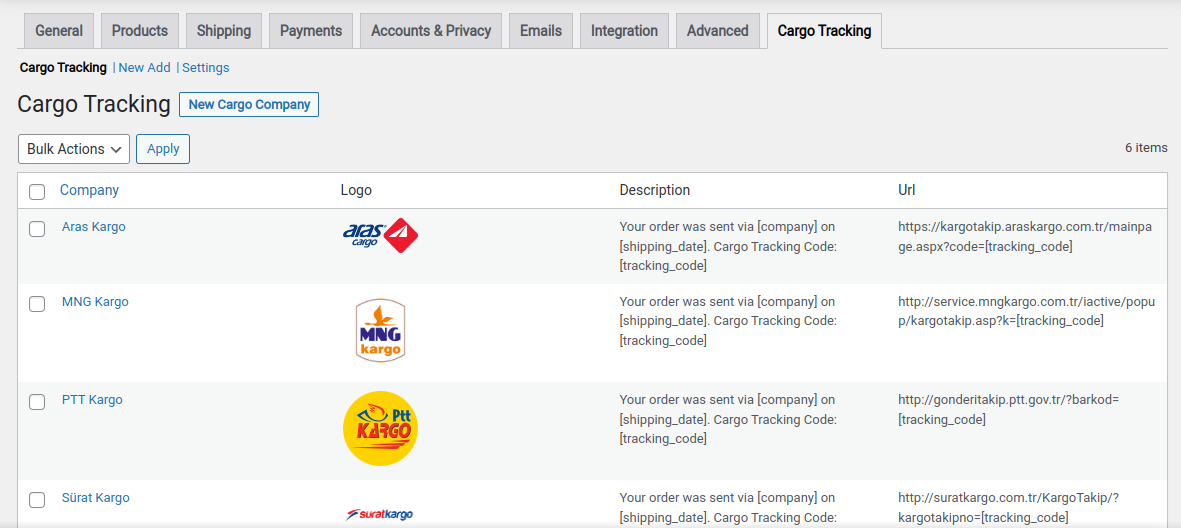 General Products Shipping Payments Accounts & Privacy Emails Integration Advanced Cargo Tracking
Cargo Tracking | New Add | Settings
Cargo Tracking New Cargo Company
Bulk Actions Apply 6 items
Company Logo Description Url
Aras Kargo aras cargo Your order was sent via [company] on
[shipping_date]. Cargo Tracking Code:
[tracking_code]
https://kargotakip.araskargo.com.tr/mainpa
ge.aspx?code=[tracking_code]
MNG Kargo
MNG
kargo
Your order was sent via [company] on
[shipping_date]. Cargo Tracking Code:
[tracking_code]
http://service.mngkargo.com.tr/iactive/popu
p/kargotakip.asp?k=[tracking_code]
PTT Kargo
Ptt
KARGO
Your order was sent via [company] on
[shipping_date]. Cargo Tracking Code:
[tracking_code]
http://gonderitakip.ptt.gov.tr/?barkod=
[tracking_code]
Sürat Kargo
suratkargo
Your order was sent via [company] on
[shipping_date]. Cargo Tracking Code:
http://suratkargo.com.tr/KargoTakip/?
kargotakipno=[tracking_code]